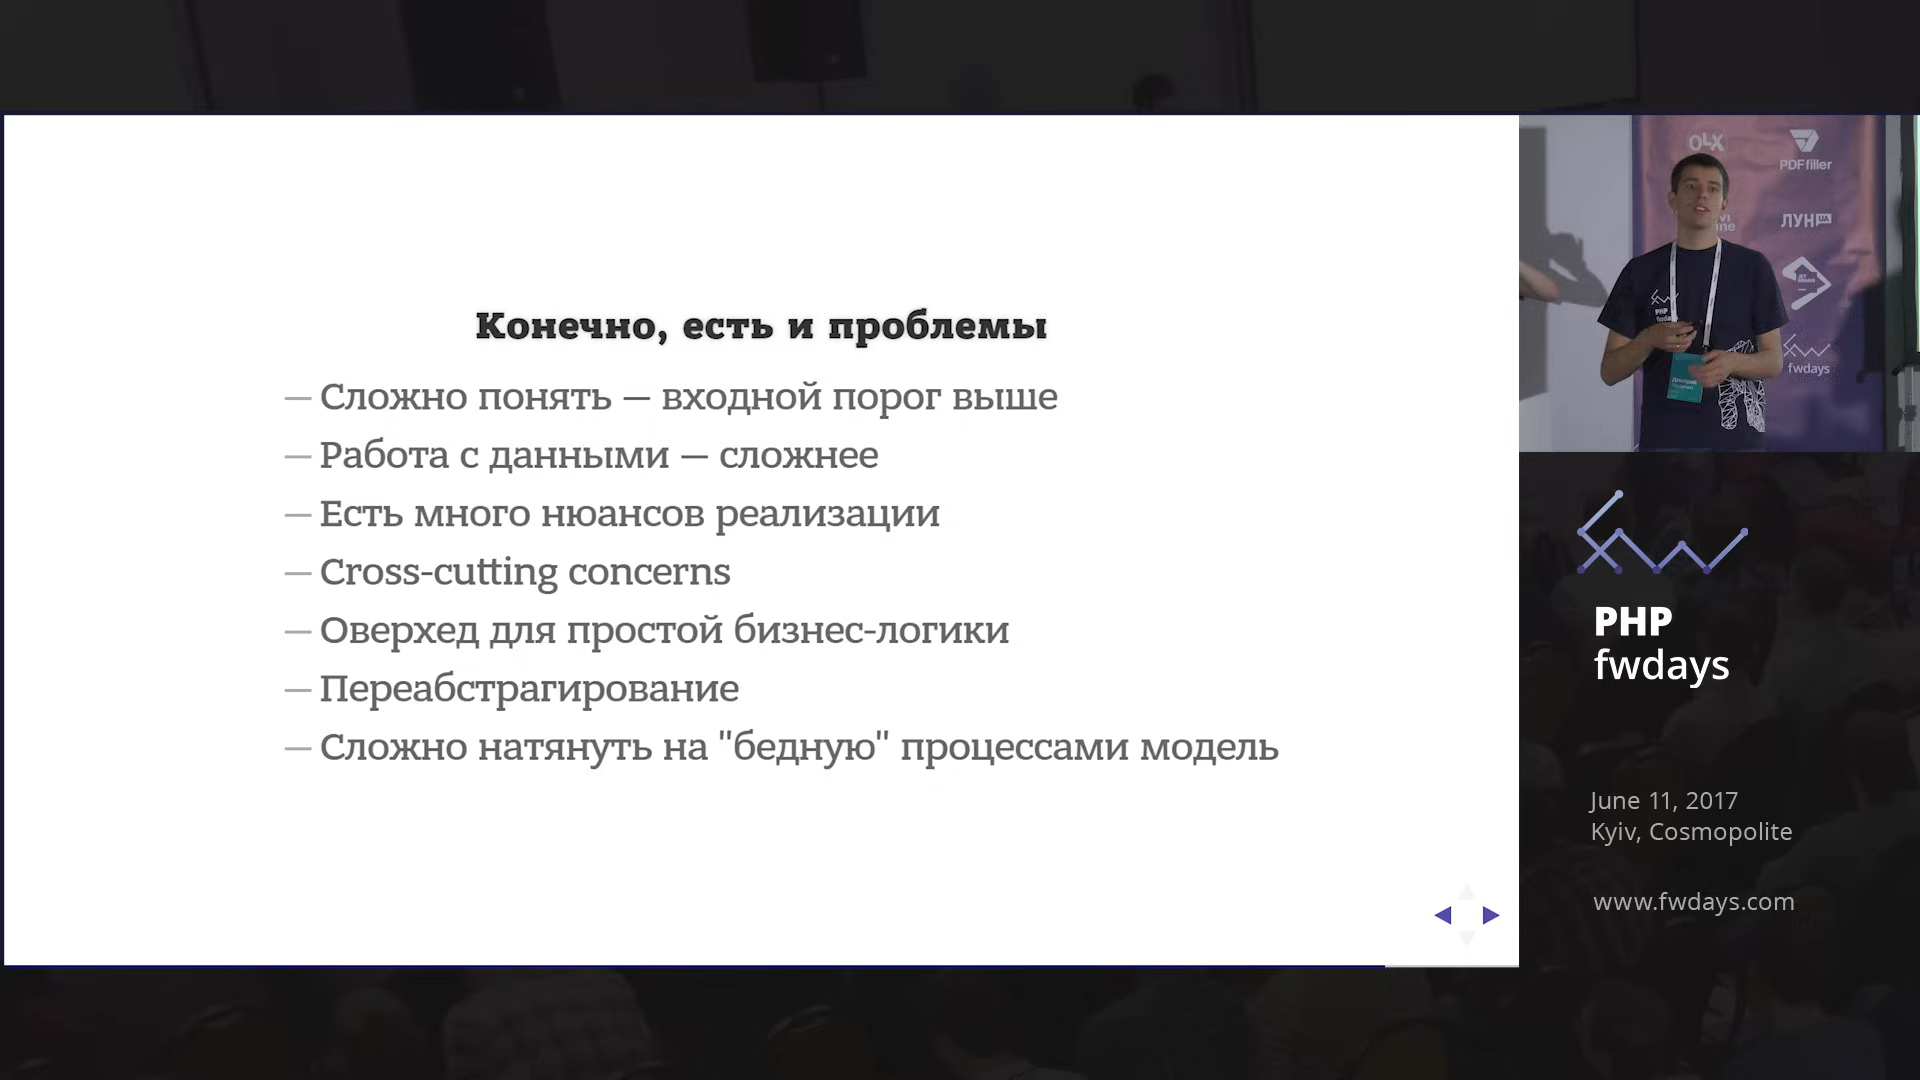 Конечно, есть и проблемы
— Сложно понять — входной порог выше
— Работа с данными — сложнее
— Есть много нюансов реализации
— Cross-cutting concerns
— Оверхед для простой бизнес-логики
— Переабстрагирование
— Сложно натянуть на "бедную" процессами модель
OLX
PDFfiller
ЛУН UA
fwdays
PHP
fwdays
June 11, 2017
Kyiv, Cosmopolite
www.fwdays.com